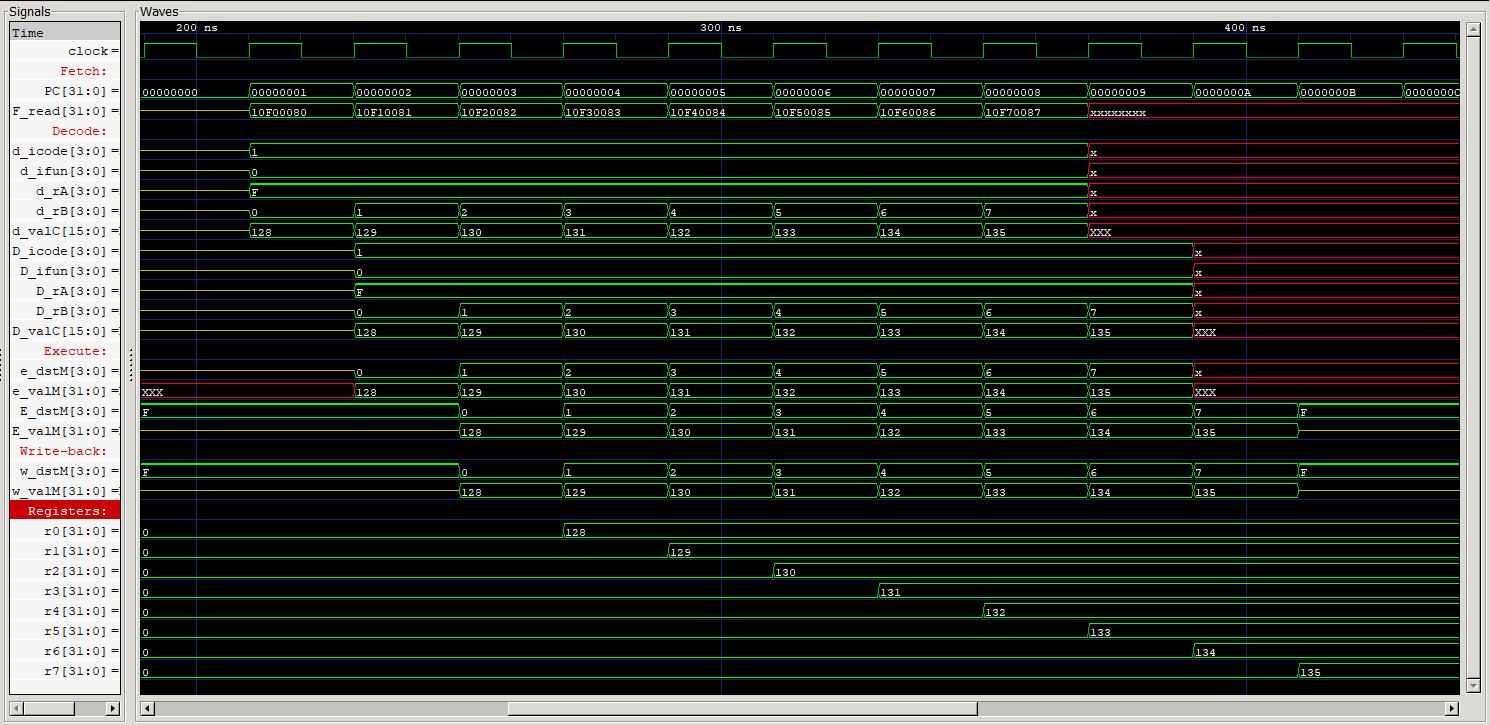 Signals Waves
Time 200 ns 300 ns 400 ns
clock=
Fetch:
PC[31:0] = 00000000 00000001 00000002 00000003 00000004 00000005 00000006 00000007 00000008 00000009 0000000A 0000000B 0000000C
F_read[31:0] = 10F00080 10F10081 10F20082 10F30083 10F40084 10F50085 10F60086 10F70087 xxxxxxxx
Decode:
d_icode[3:0] = 1 x
d_ifun[3:0] = 0 x
d_rA[3:0] = F x
d_rB[3:0] = 0 1 2 3 4 5 6 7 x
d_valC[15:0] = 128 129 130 131 132 133 134 135 XXX
D_icode[3:0] = 1 x
D_ifun[3:0] = 0 x
D_rA[3:0] = F x
D_rB[3:0] = 0 1 2 3 4 5 6 7 x
D_valC[15:0] = 128 129 130 131 132 133 134 135 XXX
Execute:
e_dstM[3:0] = 0 1 2 3 4 5 6 7 x
e_valM[31:0] = XXX 128 129 130 131 132 133 134 135 XXX
E_dstM[3:0] = F 0 1 2 3 4 5 6 7 F
E_valM[31:0] = 128 129 130 131 132 133 134 135
Write-back:
w_dstM[3:0] = F 0 1 2 3 4 5 6 7 F
w_valM[31:0] = 128 129 130 131 132 133 134 135
Registers:
r0[31:0] = 0 128
r1[31:0] = 0 129
r2[31:0] = 0 130
r3[31:0] = 0 131
r4[31:0] = 0 132
r5[31:0] = 0 133
r6[31:0] = 0 134
r7[31:0] = 0 135